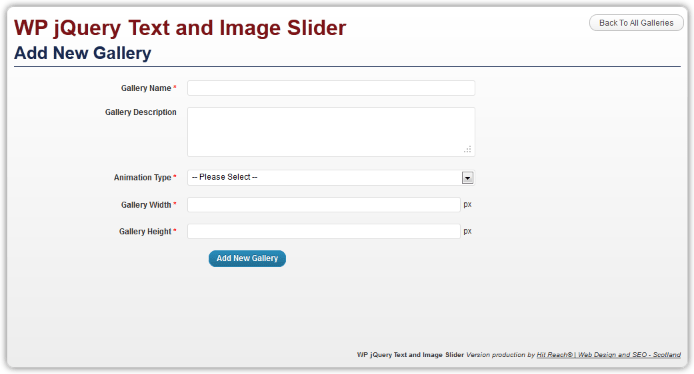 WP jQuery Text and Image Slider
Back To All Galleries
Add New Gallery
Gallery Name *
Gallery Description
Animation Type * -- Please Select --
Gallery Width * px
Gallery Height * px
Add New Gallery
WP jQuery Text and Image Slider Version production by Hit Reach® | Web Design and SEO - Scotland